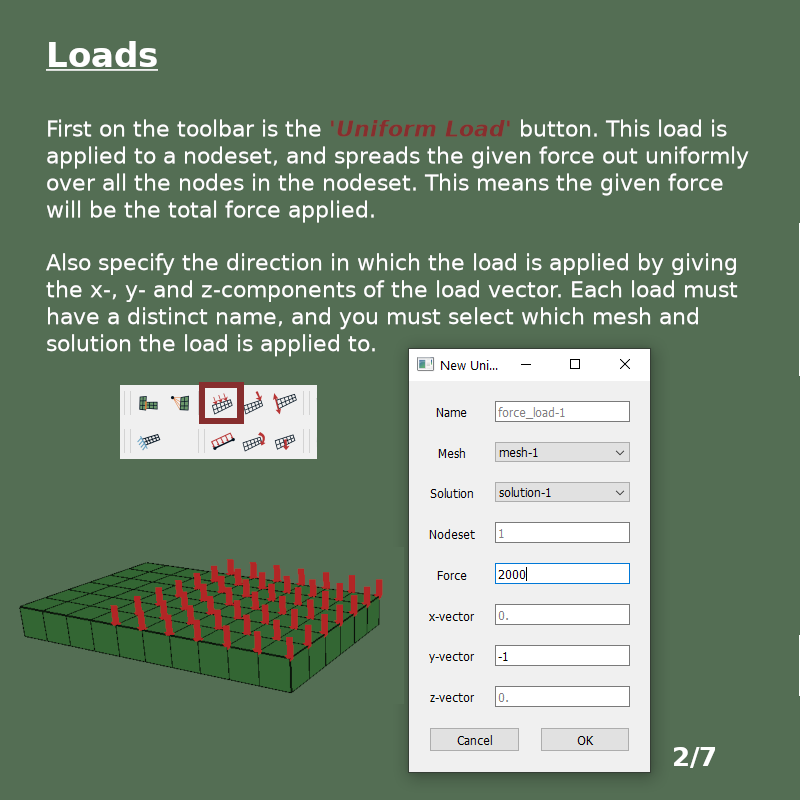 Loads
First on the toolbar is the 'Uniform Load' button. This load is
applied to a nodeset, and spreads the given force out uniformly
over all the nodes in the nodeset. This means the given force
will be the total force applied.
Also specify the direction in which the load is applied by giving
the x-, y- and z-components of the load vector. Each load must
have a distinct name, and you must select which mesh and
solution the load is applied to.
New Uni...
Name force_load-1
Mesh mesh-1
Solution solution-1
Nodeset 1
Force 2000
x-vector 0.
y-vector -1
z-vector 0.
Cancel OK
2/7